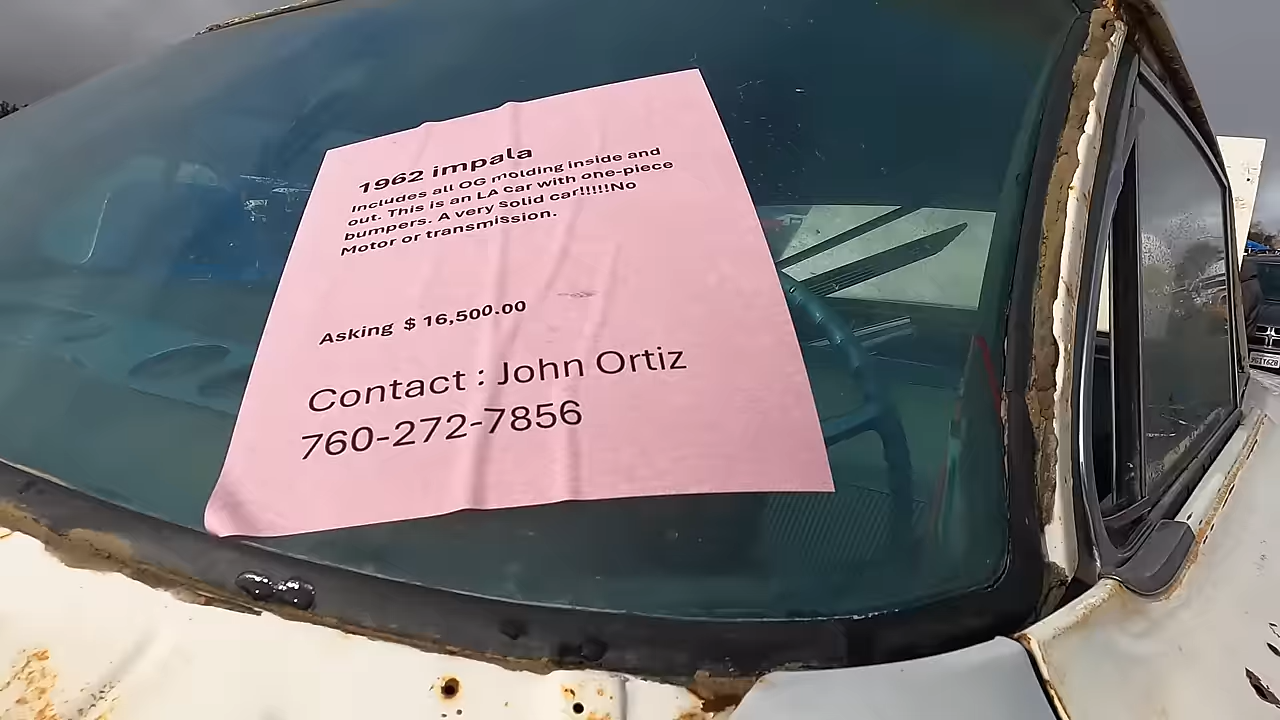 1962 impala
Includes all OG molding inside and
out. This is an LA car with one-piece
bumpers. A very solid car!!!!!No
Motor or transmission.
Asking $ 16,500.00
Contact : John Ortiz
760-272-7856